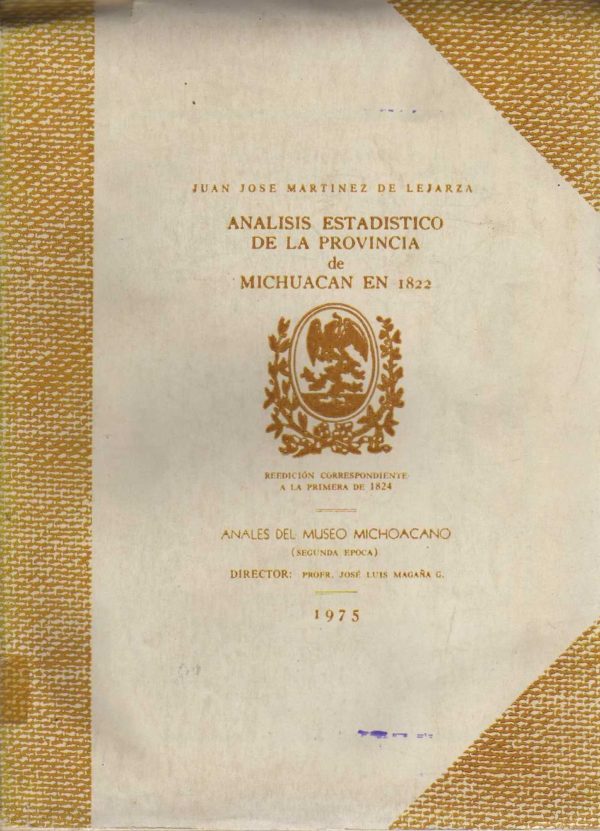 JUAN JOSE MARTINEZ DE LEJARZA
ANALISIS ESTADISTICO
DE LA PROVINCIA
de
MICHUACAN EN 1822
REEDICIÓN CORRESPONDIENTE
A LA PRIMERA DE 1824
ANALES DEL MUSEO MICHOACANO
(SEGUNDA EPOCA)
DIRECTOR: PROFR. JOSÉ LUIS MAGAÑA G.
1975